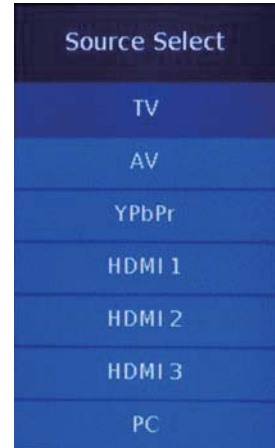 Source Select
TV
AV
YPbPr
HDMI 1
HDMI 2
HDMI 3
PC